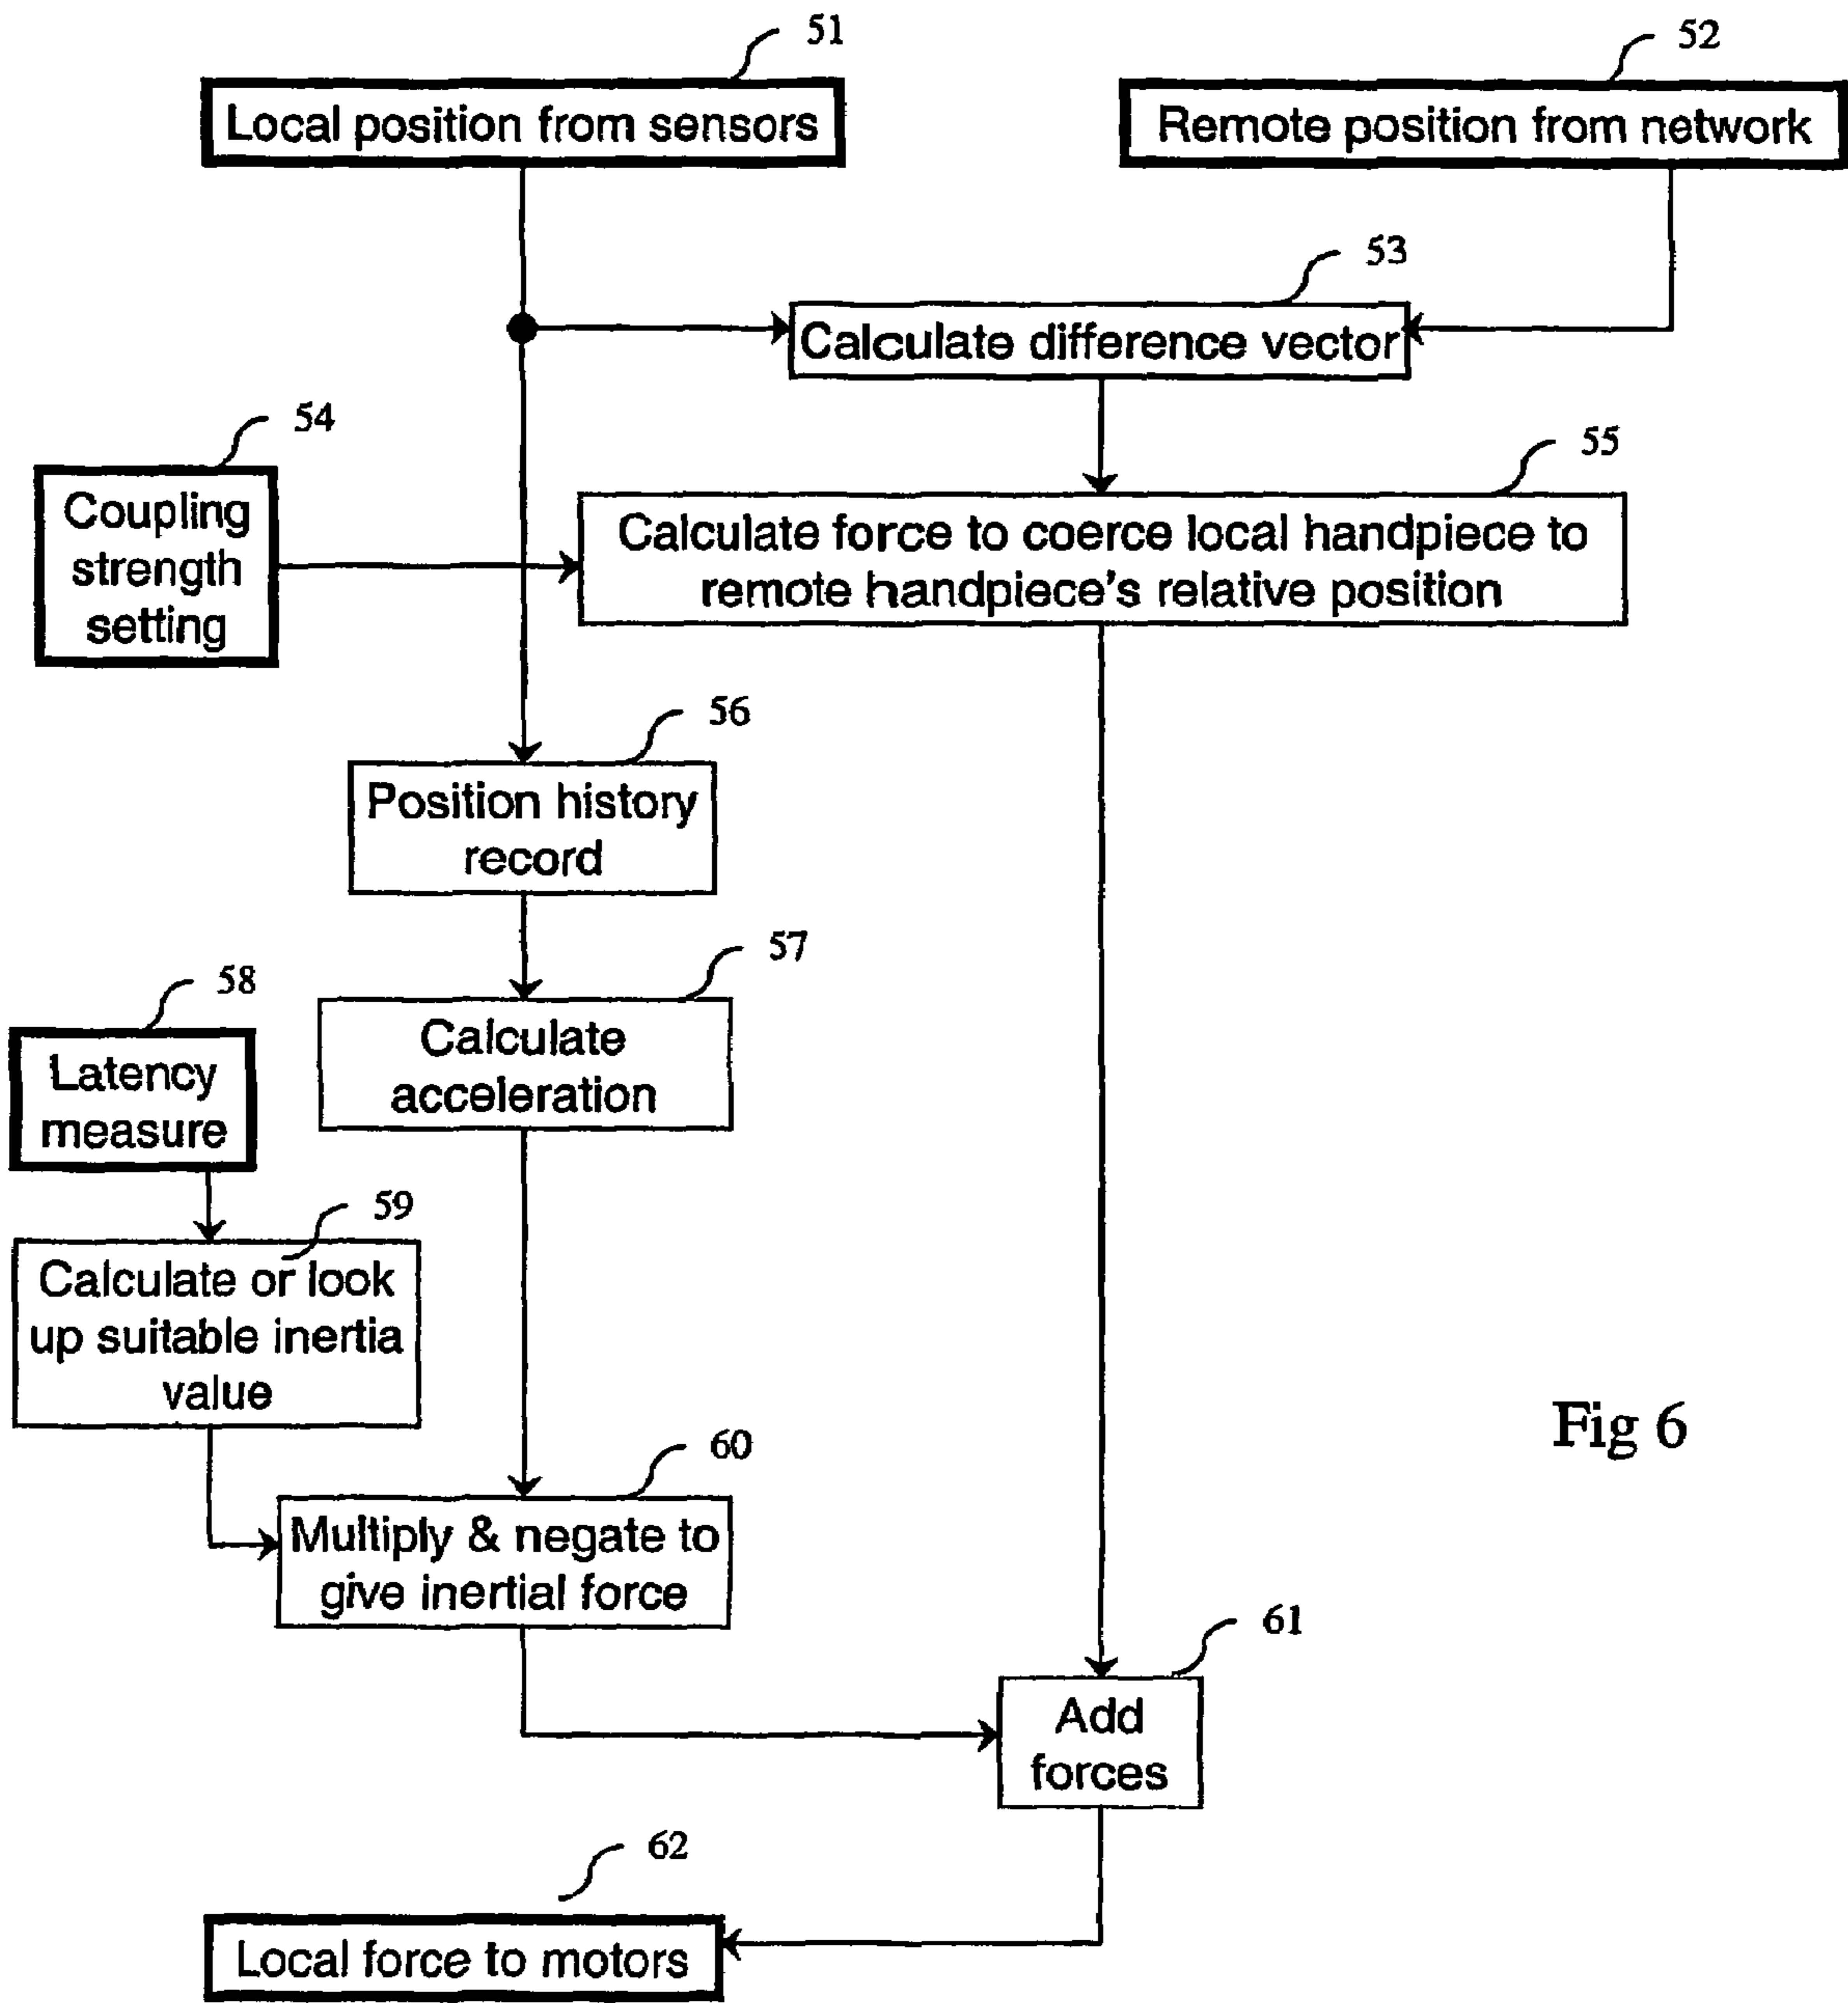 51
52
Local position from sensors
Remote position from network
53
Calculate difference vector
54
55
Coupling
strength
setting
Calculate force to coerce local handpiece to
remote handpiece's relative position
56
Position history
record
57
58
Calculate
acceleration
Latency
measure
59
Calculate or look
up suitable inertia
value
Fig 6
60
Multiply & negate to
give inertial force
61
Add
forces
62
Local force to motors